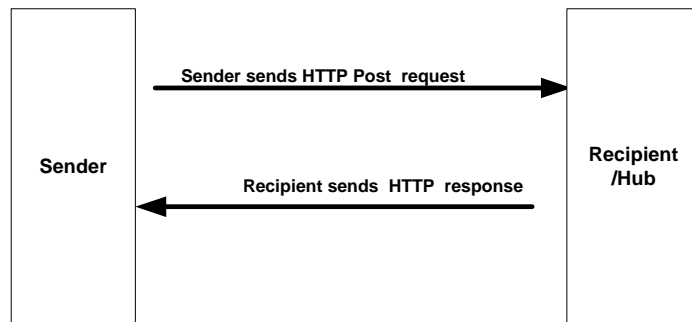 Sender sends HTTP Post request
Sender
Recipient
/Hub
Recipient sends HTTP response